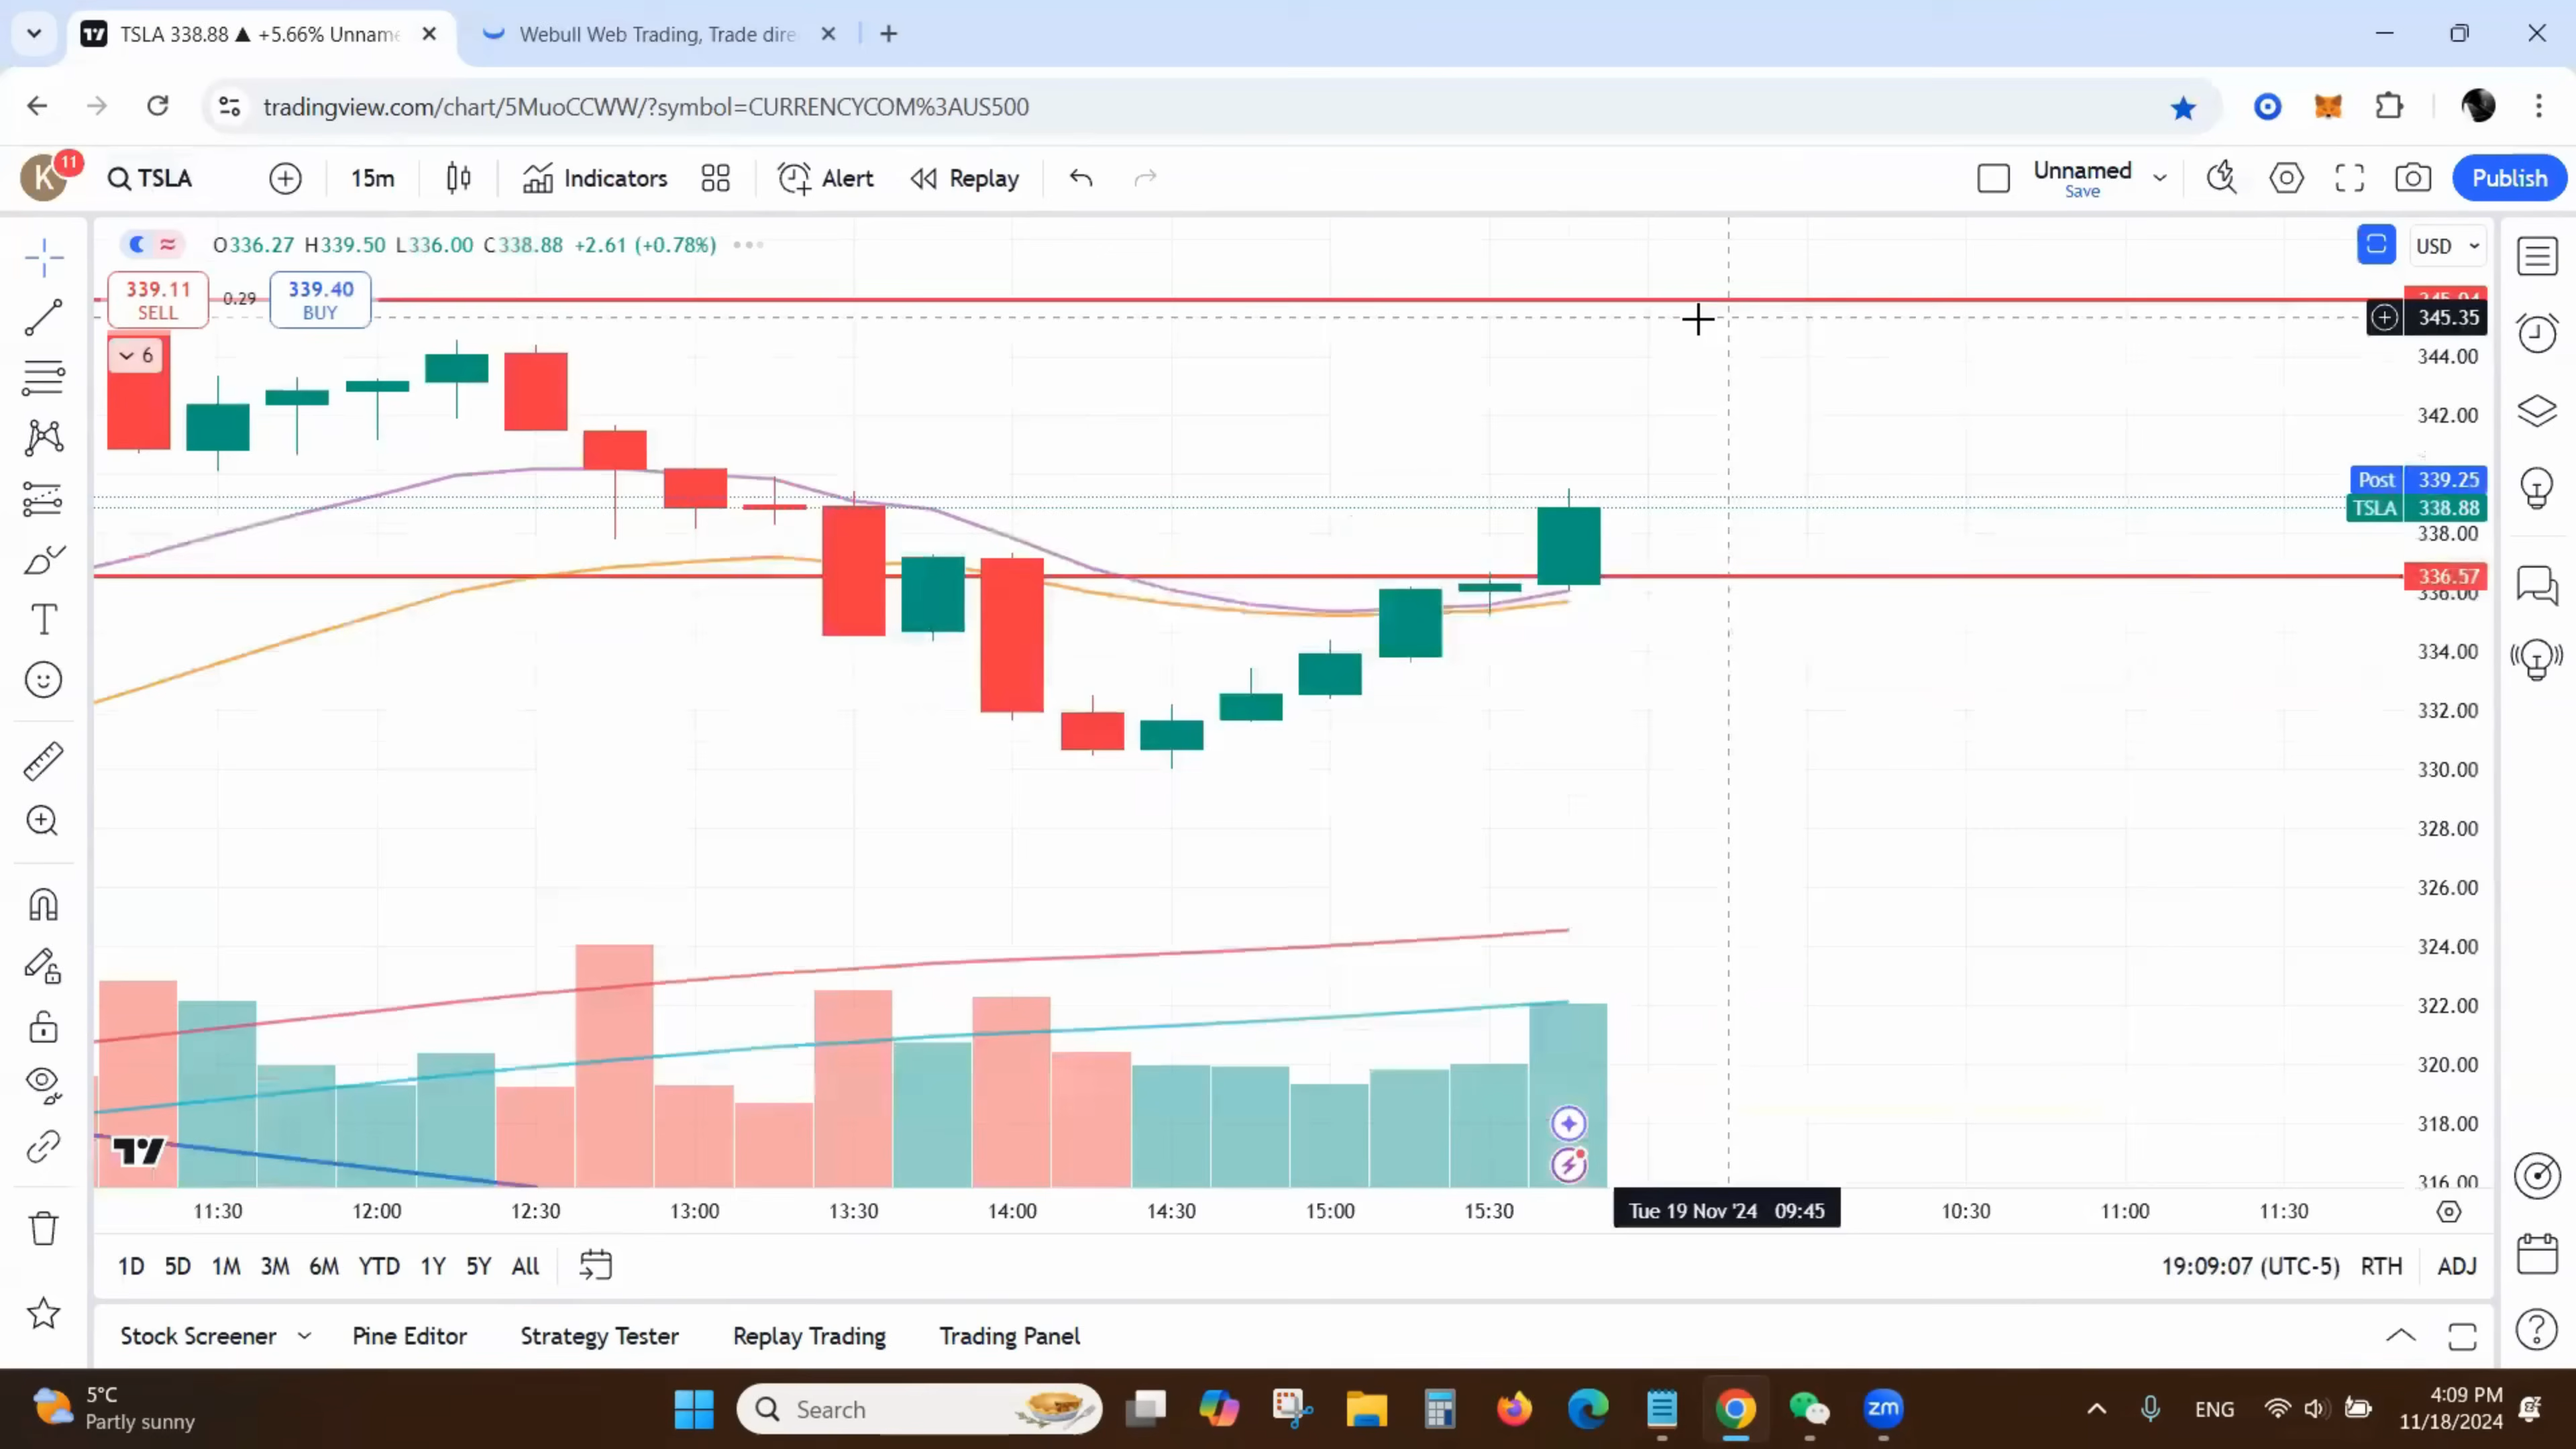 TSLA 338.88 ▲ +5.66% Unname
Webull Web Trading, Trade dire
tradingview.com/chart/5MuoCCWW/?symbol=CURRENCYCOM%3AUS500
K
11
TSLA
15m
Indicators
Alert
Replay
Unnamed
Save
Publish
O336.27 H339.50 L336.00 C338.88 +2.61 (+0.78%)
USD
339.11
SELL
0.29
339.40
BUY
6
345.35
344.00
342.00
Post 339.25
TSLA 338.88
338.00
336.57
336.00
334.00
332.00
330.00
328.00
326.00
324.00
322.00
320.00
318.00
316.00
11:30 12:00 12:30 13:00 13:30 14:00 14:30 15:00 15:30 Tue 19 Nov '24 09:45 10:30 11:00 11:30
1D 5D 1M 3M 6M YTD 1Y 5Y All
19:09:07 (UTC-5) RTH ADJ
Stock Screener Pine Editor Strategy Tester Replay Trading Trading Panel
5°C
Partly sunny
Search
zm
ENG
4:09 PM
11/18/2024